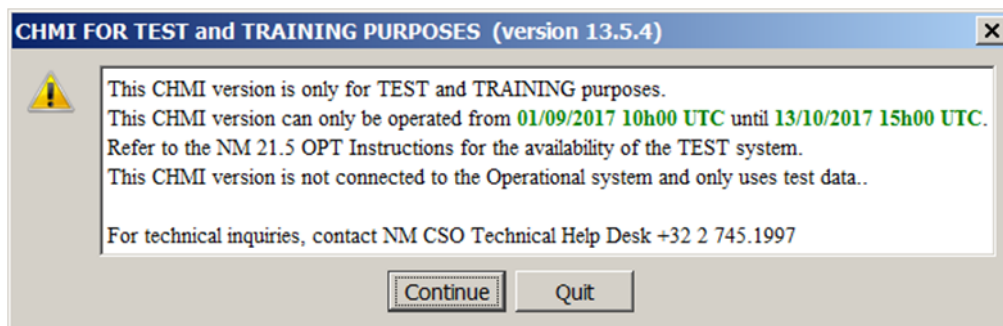 CHMI FOR TEST and TRAINING PURPOSES (version 13.5.4)
This CHMI version is only for TEST and TRAINING purposes.
This CHMI version can only be operated from 01/09/2017 10h00 UTC until 13/10/2017 15h00 UTC.
Refer to the NM 21.5 OPT Instructions for the availability of the TEST system.
This CHMI version is not connected to the Operational system and only uses test data..
For technical inquiries, contact NM CSO Technical Help Desk +32 2 745.1997
Continue Quit